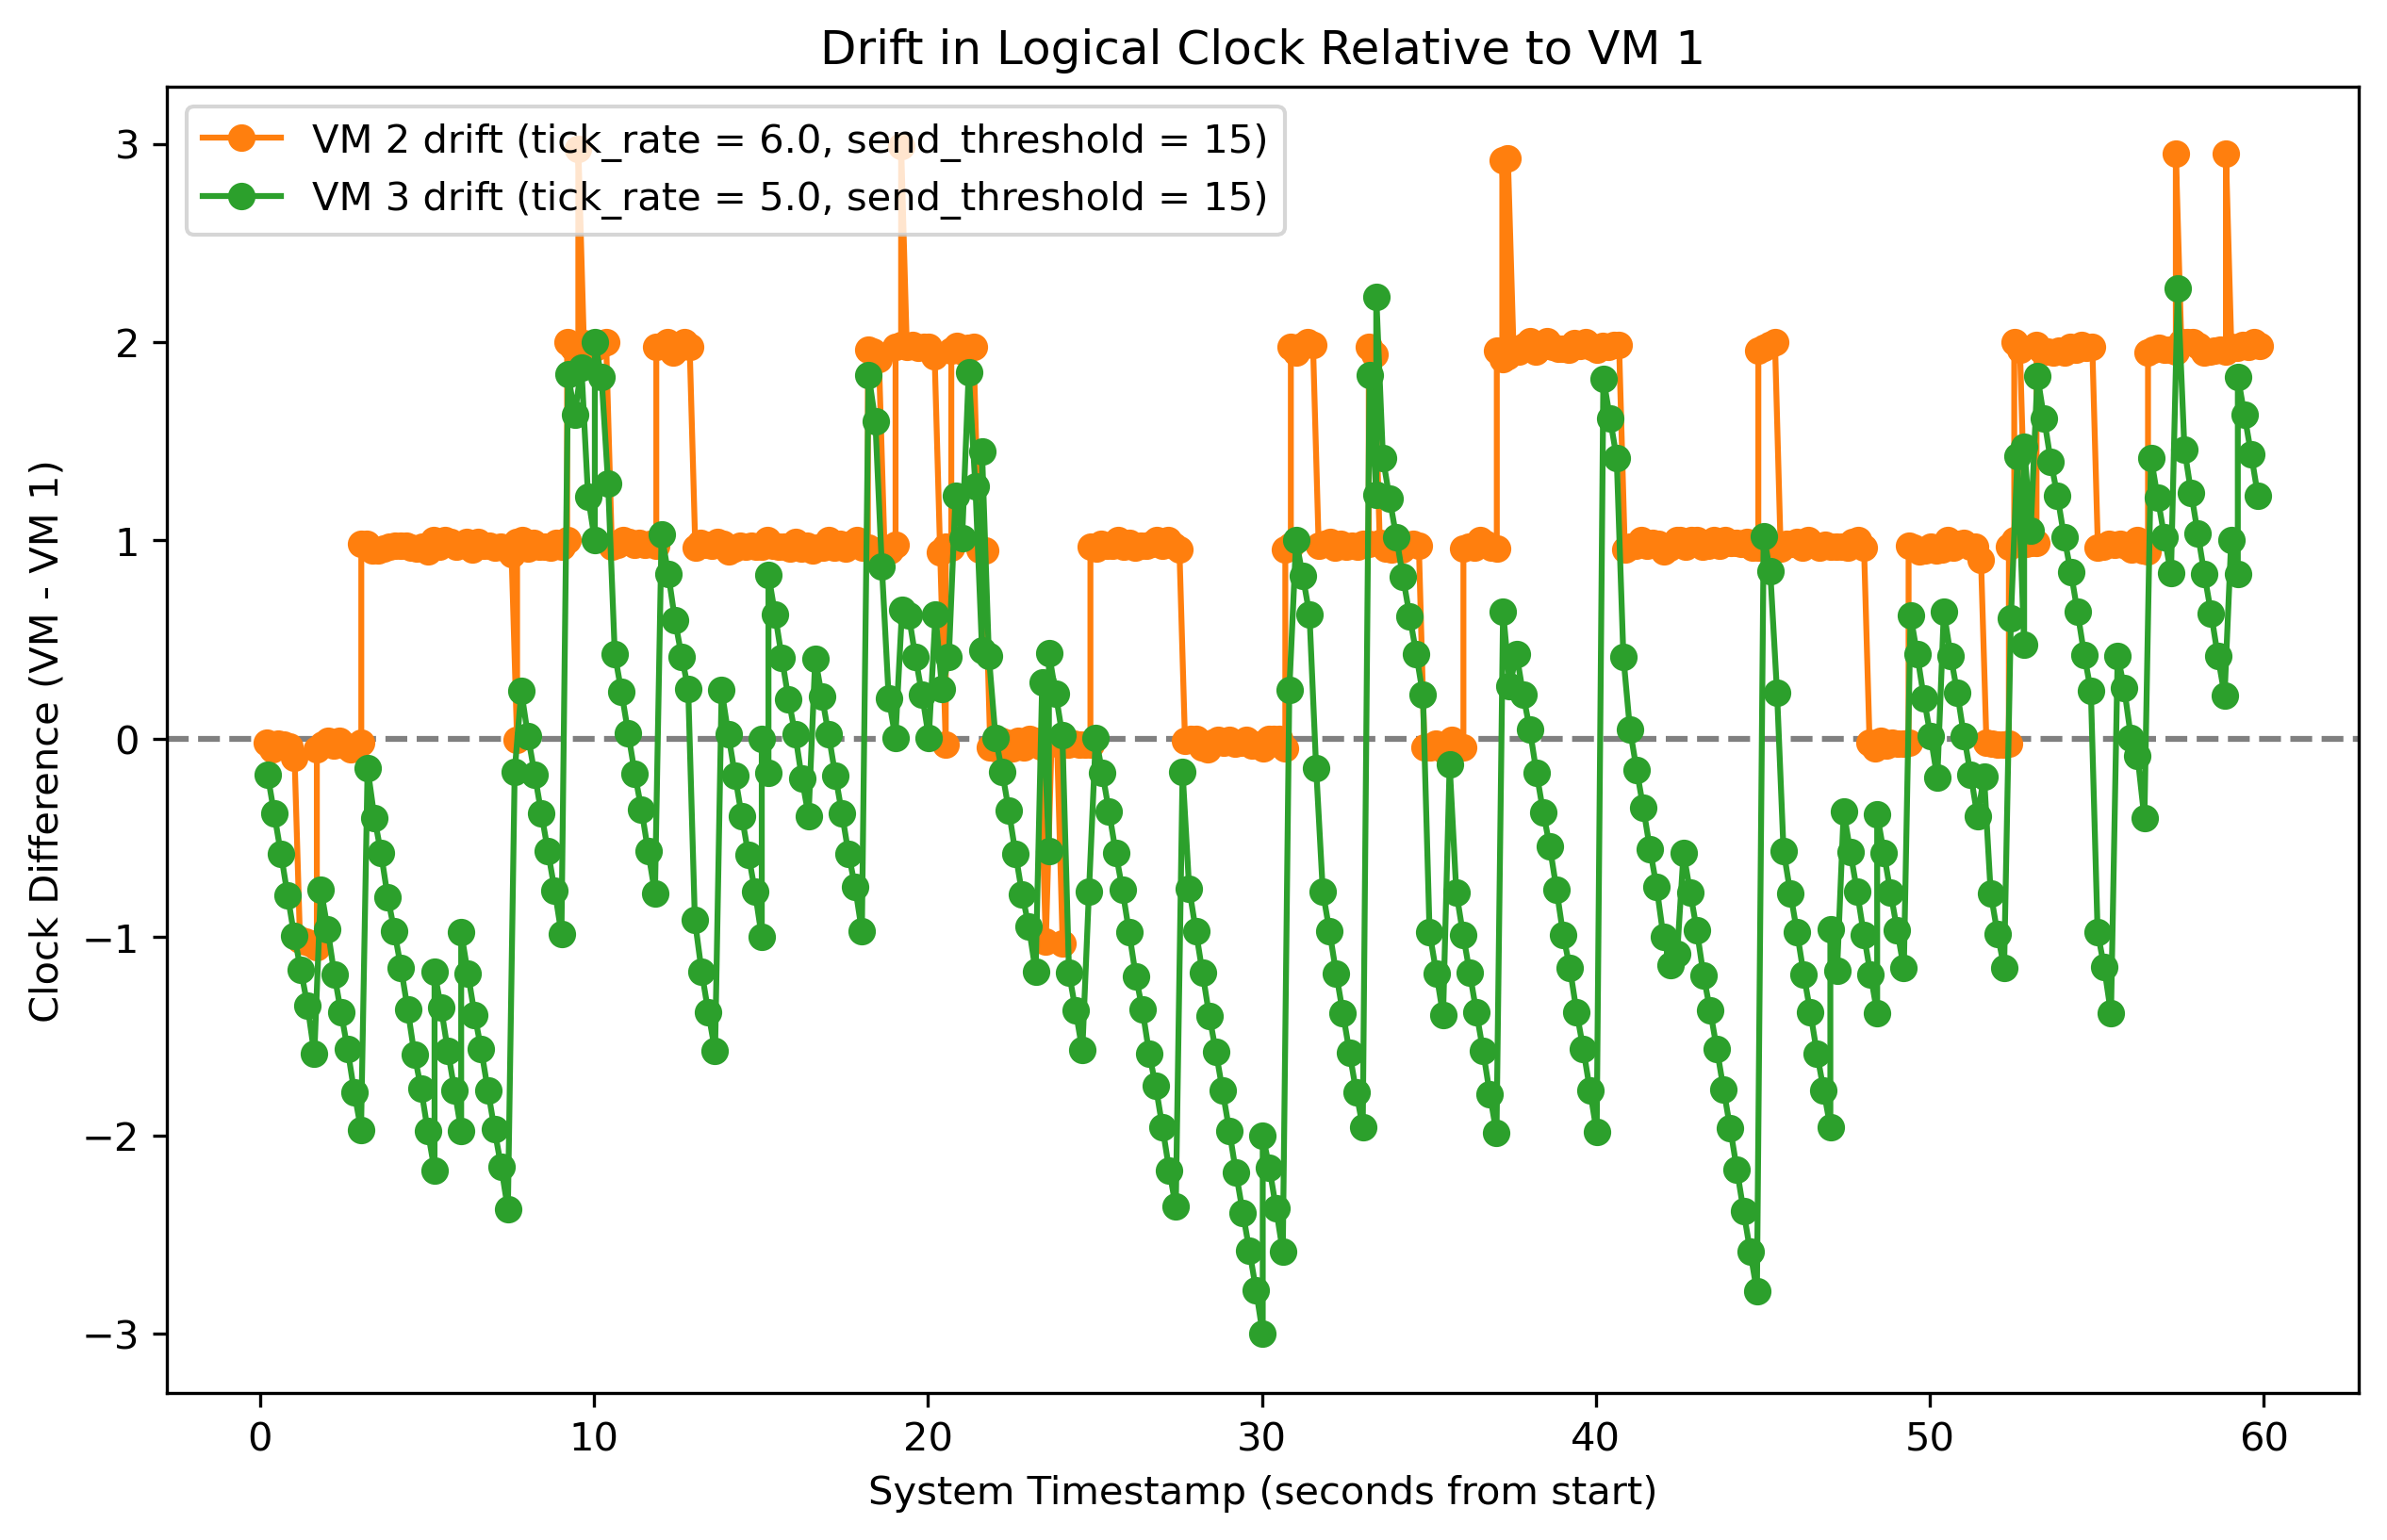 Drift in Logical Clock Relative to VM 1
VM 2 drift (tick_rate = 6.0, send_threshold = 15)
VM 3 drift (tick_rate = 5.0, send_threshold = 15)
Clock Difference (VM - VM 1)
3
2
1
0
−1
−2
−3
0 10 20 30 40 50 60
System Timestamp (seconds from start)